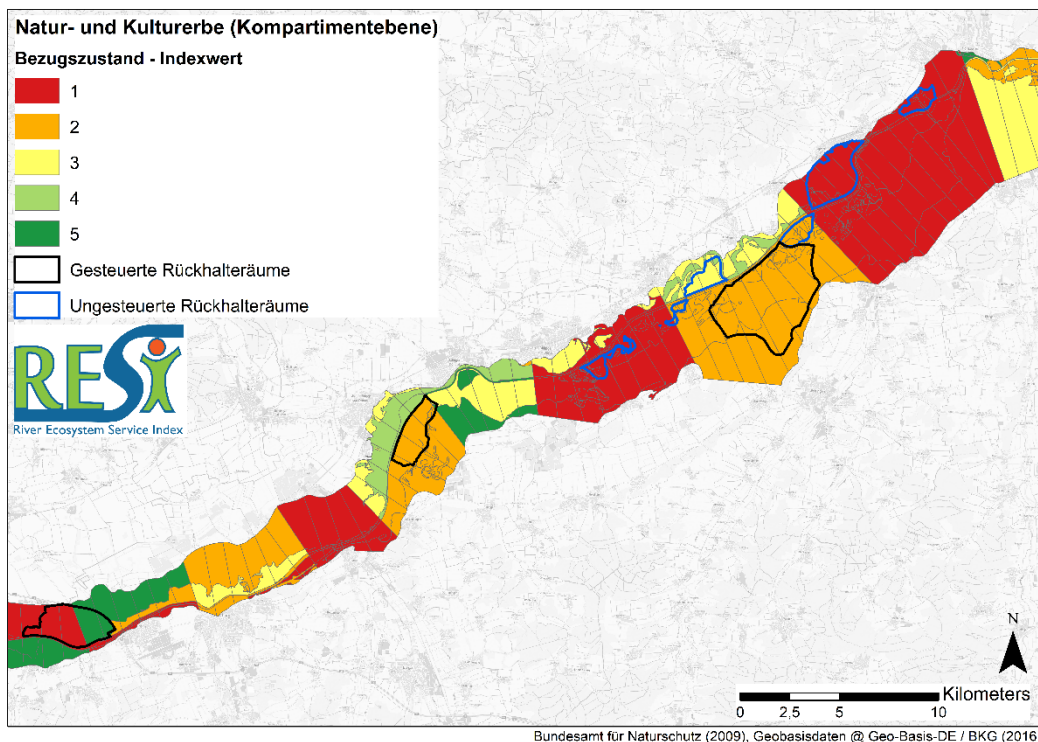 Natur- und Kulturerbe (Kompartimentebene)
Bezugszustand - Indexwert
1
2
3
4
5
Gesteuerte Rückhalteräume
Ungesteuerte Rückhalteräume
RESI
River Ecosystem Service Index
N
Kilometers
0 2,5 5 10
Bundesamt für Naturschutz (2009), Geobasisdaten @ Geo-Basis-DE / BKG (2016